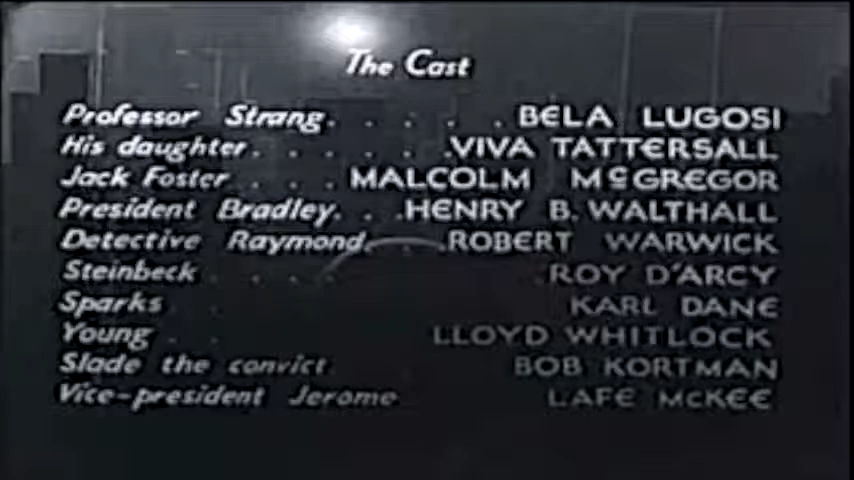 The Cast
Professor Strang. . . . . BELA LUGOSI
His daughter. . . . . . VIVA TATTERSALL
Jack Foster . . . MALCOLM McGREGOR
President Bradley. . . HENRY B. WALTHALL
Detective Raymond. . . ROBERT WARWICK
Steinbeck . . . . . ROY D'ARCY
Sparks . . KARL DANE
Young . . LLOYD WHITLOCK
Slade the convict BOB KORTMAN
Vice-president Jerome LAFE McKEE